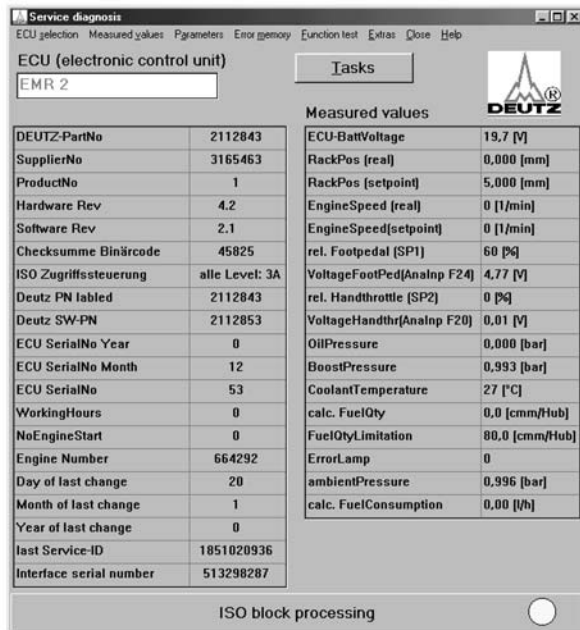 Service diagnosis
ECU selection Measured values Parameters Error memory Function test Extras Close Help
ECU (electronic control unit)
EMR 2
Tasks
DEUTZ
®
DEUTZ-PartNo 2112843
SupplierNo 3165463
ProductNo 1
Hardware Rev 4.2
Software Rev 2.1
Checksumme Binärcode 45825
ISO Zugriffssteuerung alle Level: 3A
Deutz PN labled 2112843
Deutz SW-PN 2112853
ECU SerialNo Year 0
ECU SerialNo Month 12
ECU SerialNo 53
WorkingHours 0
NoEngineStart 0
Engine Number 664292
Day of last change 20
Month of last change 1
Year of last change 0
last Service-ID 1851020936
Interface serial number 513298287
Measured values
ECU-BattVoltage 19,7 [V]
RackPos (real) 0,000 [mm]
RackPos (setpoint) 5,000 [mm]
EngineSpeed (real) 0 [1/min]
EngineSpeed(setpoint) 0 [1/min]
rel. Footpedal (SP1) 60 [%]
VoltageFootPed(AnaInp F24) 4,77 [V]
rel. Handthrottle (SP2) 0 [%]
VoltageHandthr(AnaInp F20) 0,01 [V]
OilPressure 0,000 [bar]
BoostPressure 0,993 [bar]
CoolantTemperature 27 [°C]
calc. FuelQty 0,0 [cmm/Hub]
FuelQtyLimitation 80,0 [cmm/Hub]
ErrorLamp 0
ambientPressure 0,996 [bar]
calc. FuelConsumption 0,00 [l/h]
ISO block processing